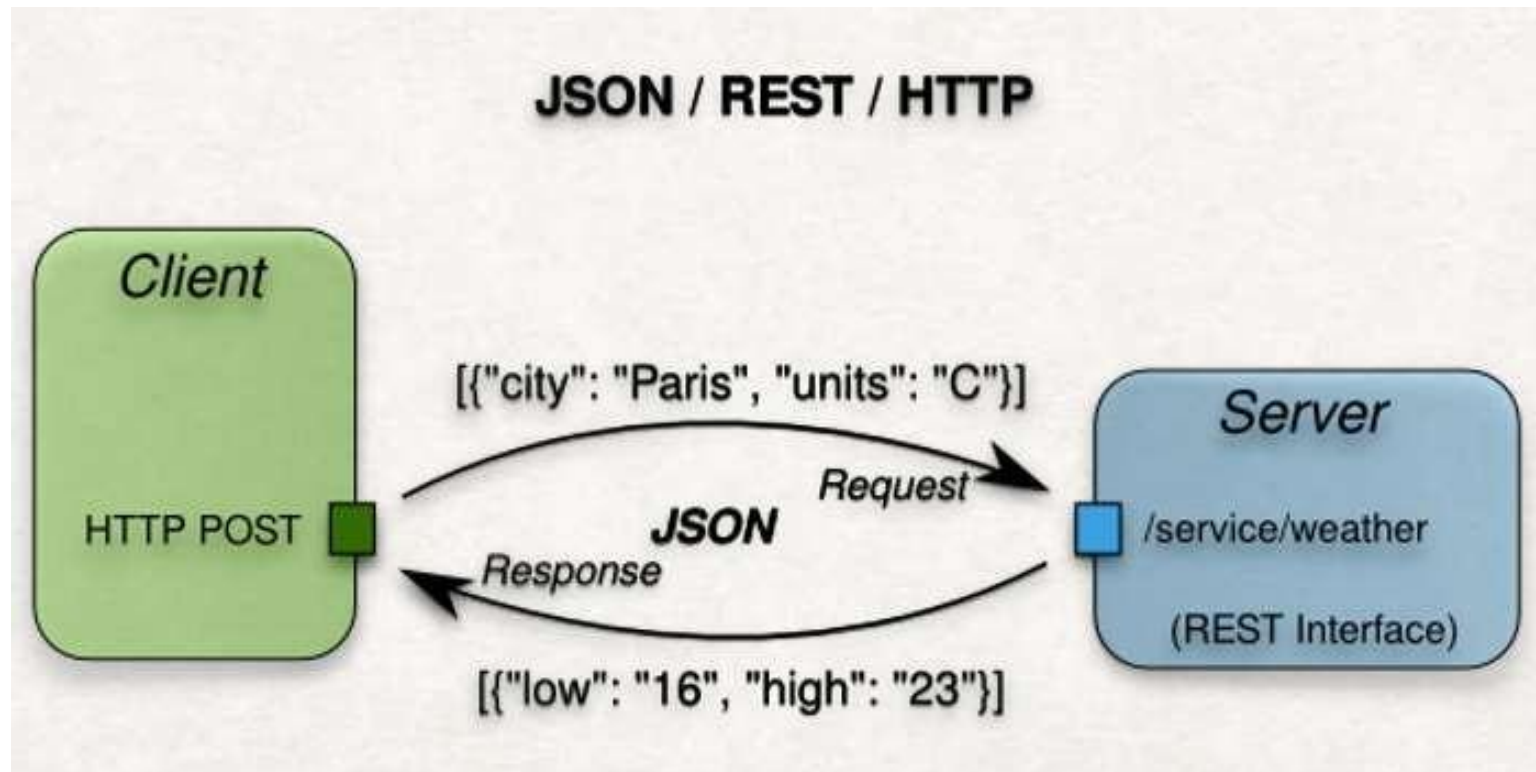 JSON / REST / HTTP
Client
[{"city": "Paris", "units": "C"}]
Server
Request
HTTP POST
JSON
/service/weather
Response
(REST Interface)
[{"low": "16", "high": "23"}]